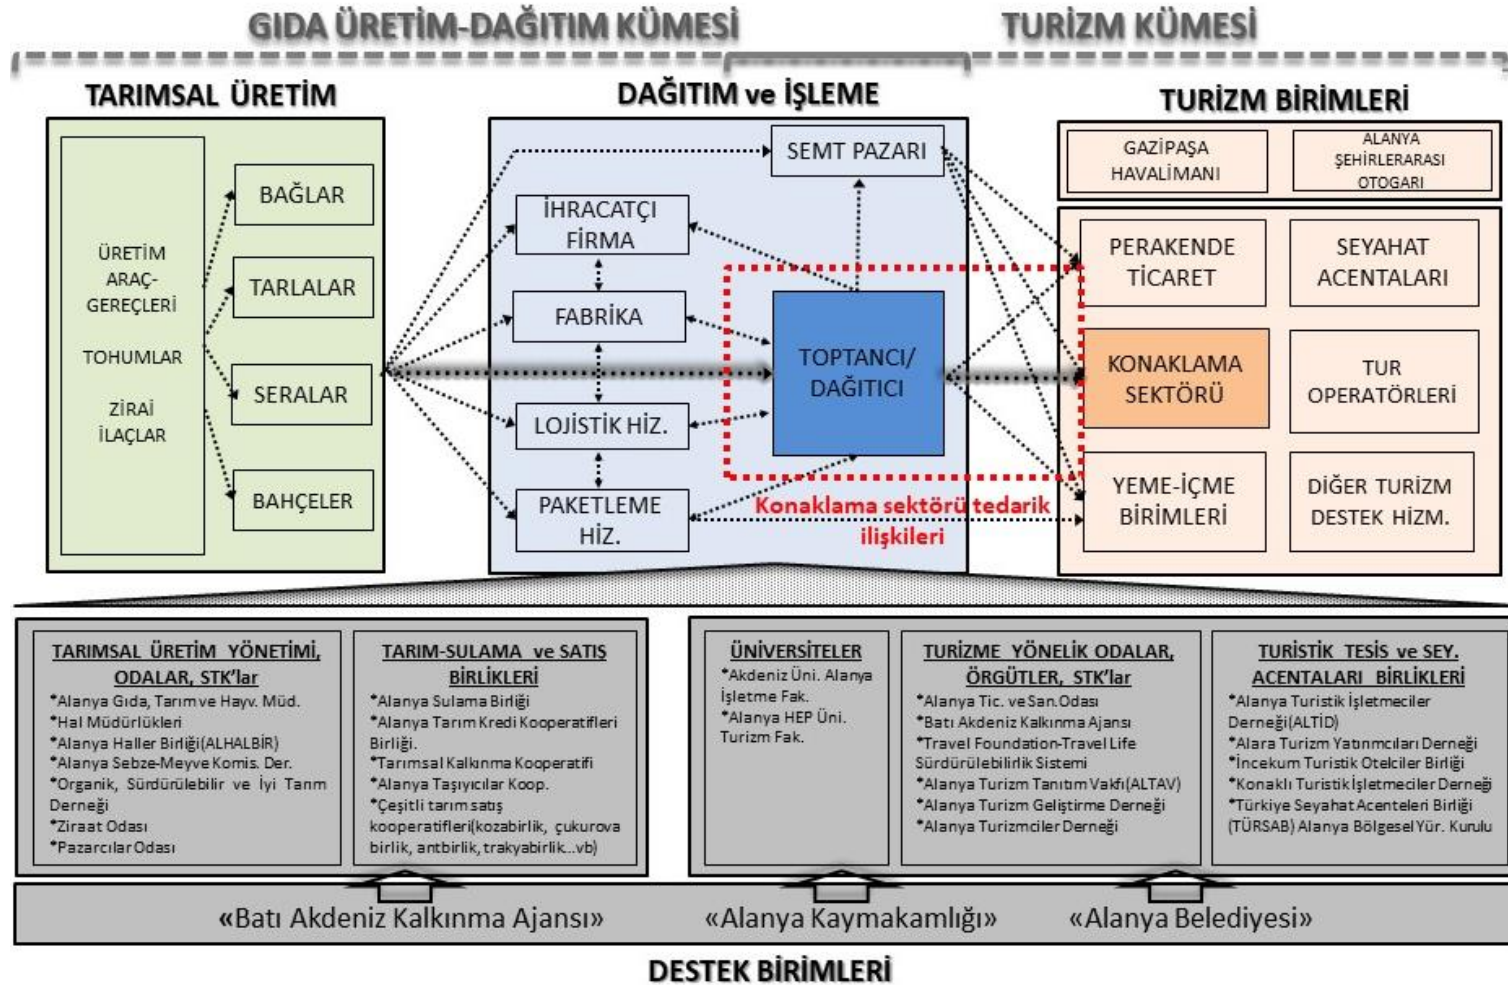 GIDA ÜRETİM-DAĞITIM KÜMESİ
TURİZM KÜMESİ
TARIMSAL ÜRETİM
ÜRETİM
ARAÇ-
GEREÇLERİ
TOHUMLAR
ZİRAİ
İLAÇLAR
BAĞLAR
TARLALAR
SERALAR
BAHÇELER
DAĞITIM ve İŞLEME
SEMT PAZARI
İHRACATÇI
FİRMA
FABRİKA
LOJİSTİK HİZ.
PAKETLEME
HİZ.
TOPTANCI/
DAĞITICI
Konaklama sektörü tedarik
ilişkileri
TURİZM BİRİMLERİ
GAZİPAŞA
HAVALİMANI
ALANYA
ŞEHİRLERARASI
OTOGARI
PERAKENDE
TİCARET
SEYAHAT
ACENTALARI
KONAKLAMA
SEKTÖRÜ
TUR
OPERATÖRLERİ
YEME-İÇME
BİRİMLERİ
DİĞER TURİZM
DESTEK HİZM.
TARIMSAL ÜRETİM YÖNETİMİ,
ODALAR, STK'lar
*Alanya Gıda, Tarım ve Hayv. Müd.
*Hal Müdürlükleri
*Alanya Haller Birliği(ALHALBİR)
*Alanya Sebze-Meyve Komis. Der.
*Organik, Sürdürülebilir ve İyi Tarım
Derneği
*Ziraat Odası
*Pazarcılar Odası
TARIM-SULAMA ve SATIŞ
BİRLİKLERİ
*Alanya Sulama Birliği
*Alanya Tarım Kredi Kooperatifleri
Birliği.
*Tarımsal Kalkınma Kooperatifi
*Alanya Taşıyıcılar Koop.
*Çeşitli tarım satış
kooperatifleri(kozabirlik, çukurova
birlik, antbirlik, trakyabirlik...vb)
ÜNİVERSİTELER
*Akdeniz Üni. Alanya
İşletme Fak.
*Alanya HEP Üni.
Turizm Fak.
TURİZME YÖNELİK ODALAR,
ÖRGÜTLER, STK'lar
*Alanya Tic. ve San.Odası
*Batı Akdeniz Kalkınma Ajansı
*Travel Foundation-Travel Life
Sürdürülebilirlik Sistemi
*Alanya Turizm Tanıtım Vakfı(ALTAV)
*Alanya Turizm Geliştirme Derneği
*Alanya Turizmciler Derneği
TURİSTİK TESİS ve SEY.
ACENTALARI BİRLİKLERİ
*Alanya Turistik İşletmeciler
Derneği(ALTİD)
*Alara Turizm Yatırımcıları Derneği
*İncekum Turistik Otelciler Birliği
*Konaklı Turistik İşletmeciler Derneği
*Türkiye Seyahat Acenteleri Birliği
(TÜRSAB) Alanya Bölgesel Yür. Kurulu
«Batı Akdeniz Kalkınma Ajansı»
«Alanya Kaymakamlığı»
«Alanya Belediyesi»
DESTEK BİRİMLERİ